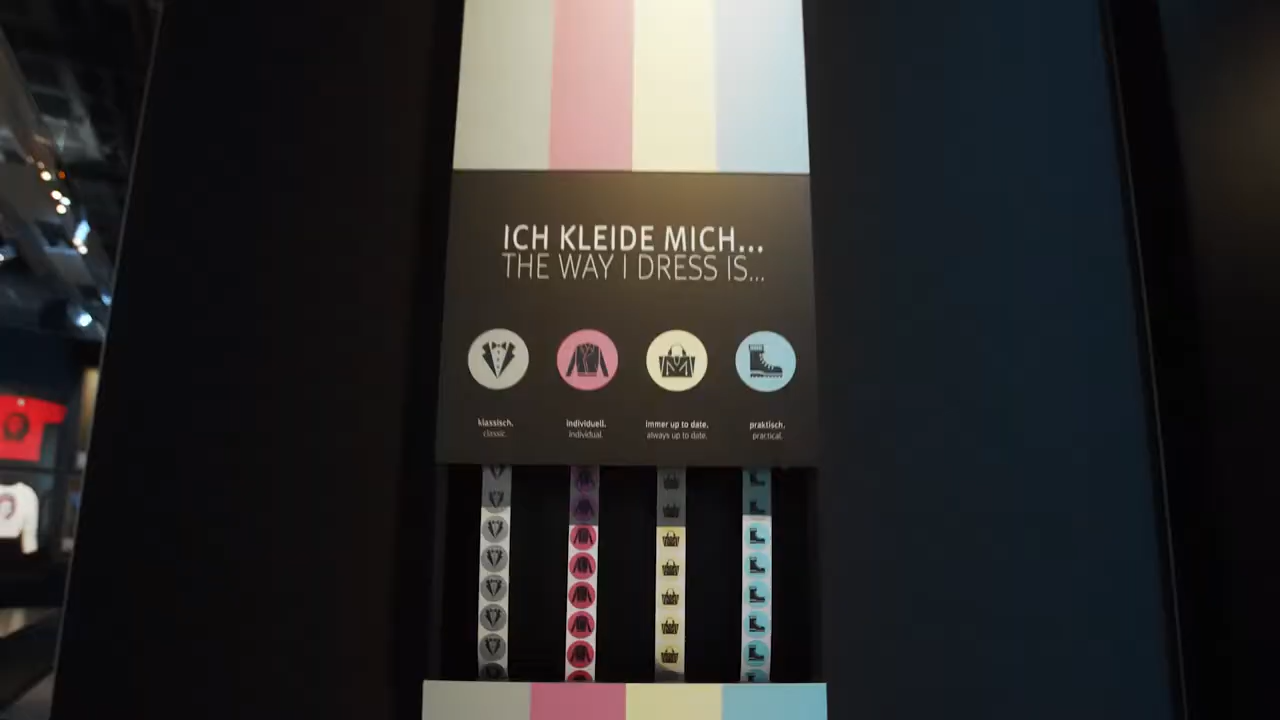 ICH KLEIDE MICH...
THE WAY I DRESS IS...
klassisch.
classic.
individuell.
individual.
immer up to date.
always up to date.
praktisch.
practical.